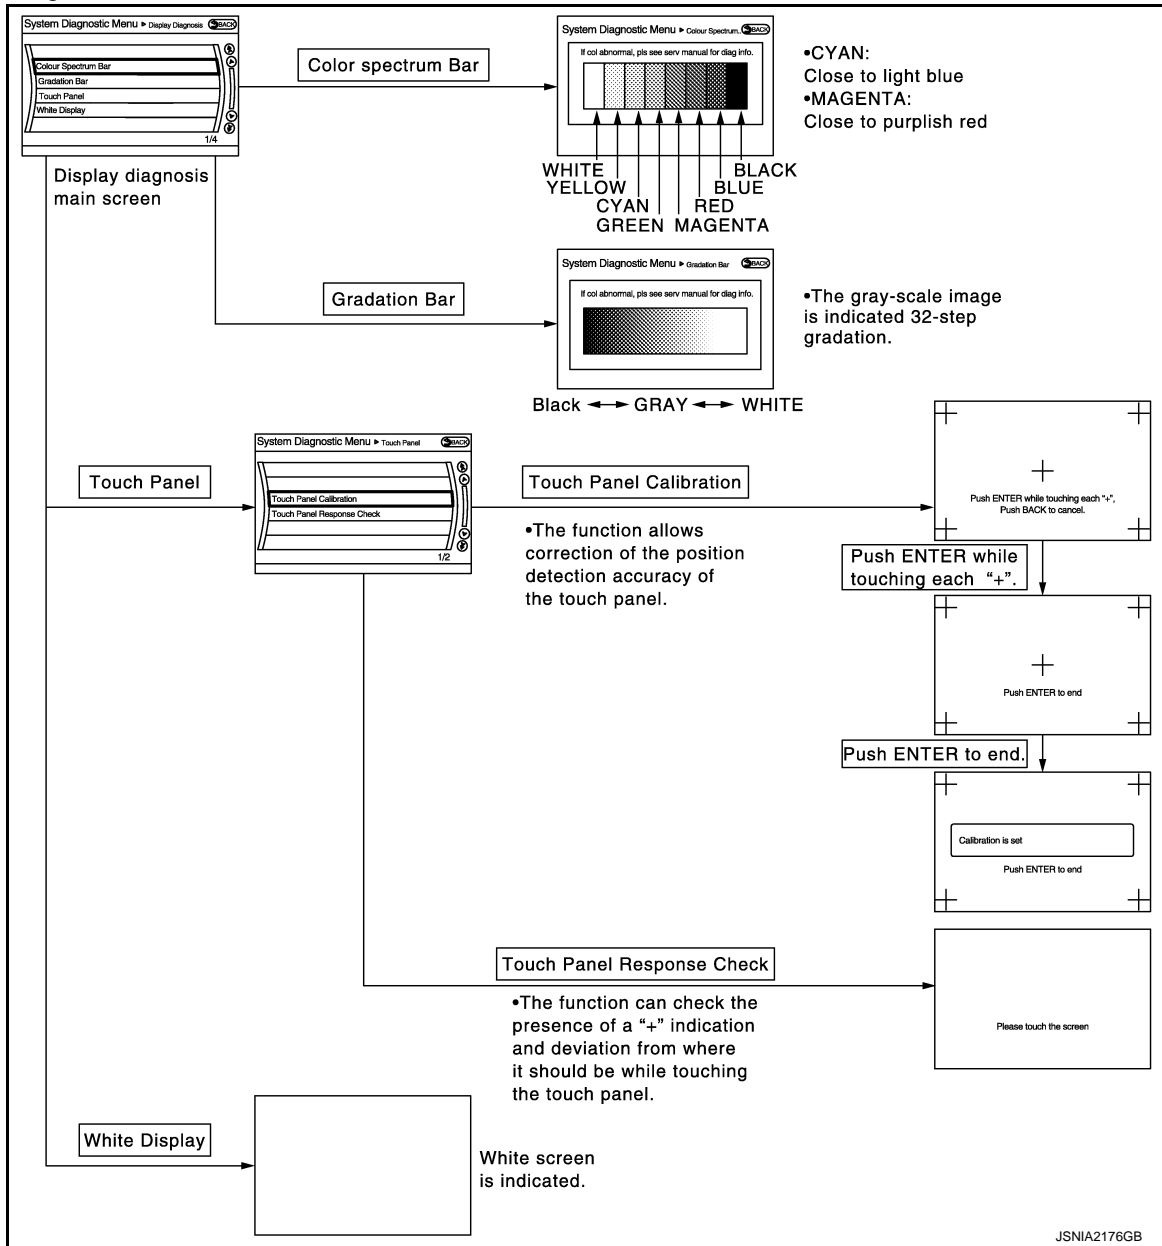 System Diagnostic Menu ▶ Display Diagnosis BACK
Colour Spectrum Bar
Gradation Bar
Touch Panel
White Display
1/4
Display diagnosis
main screen
Color spectrum Bar
System Diagnostic Menu ▶ Colour Spectrum.. BACK
If col abnormal, pls see serv manual for diag info.
WHITE
YELLOW
CYAN
GREEN
MAGENTA
RED
BLUE
BLACK
•CYAN:
Close to light blue
•MAGENTA:
Close to purplish red
Gradation Bar
System Diagnostic Menu ▶ Gradation Bar BACK
If col abnormal, pls see serv manual for diag info.
Black ◄─► GRAY ◄─► WHITE
•The gray-scale image
is indicated 32-step
gradation.
Touch Panel
System Diagnostic Menu ▶ Touch Panel BACK
Touch Panel Calibration
Touch Panel Response Check
1/2
Touch Panel Calibration
•The function allows
correction of the position
detection accuracy of
the touch panel.
Push ENTER while touching each “+”,
Push BACK to cancel.
Push ENTER while
touching each “+”.
Push ENTER to end
Push ENTER to end.
Calibration is set
Push ENTER to end
Touch Panel Response Check
•The function can check the
presence of a “+” indication
and deviation from where
it should be while touching
the touch panel.
Please touch the screen
White Display
White screen
is indicated.
JSNIA2176GB